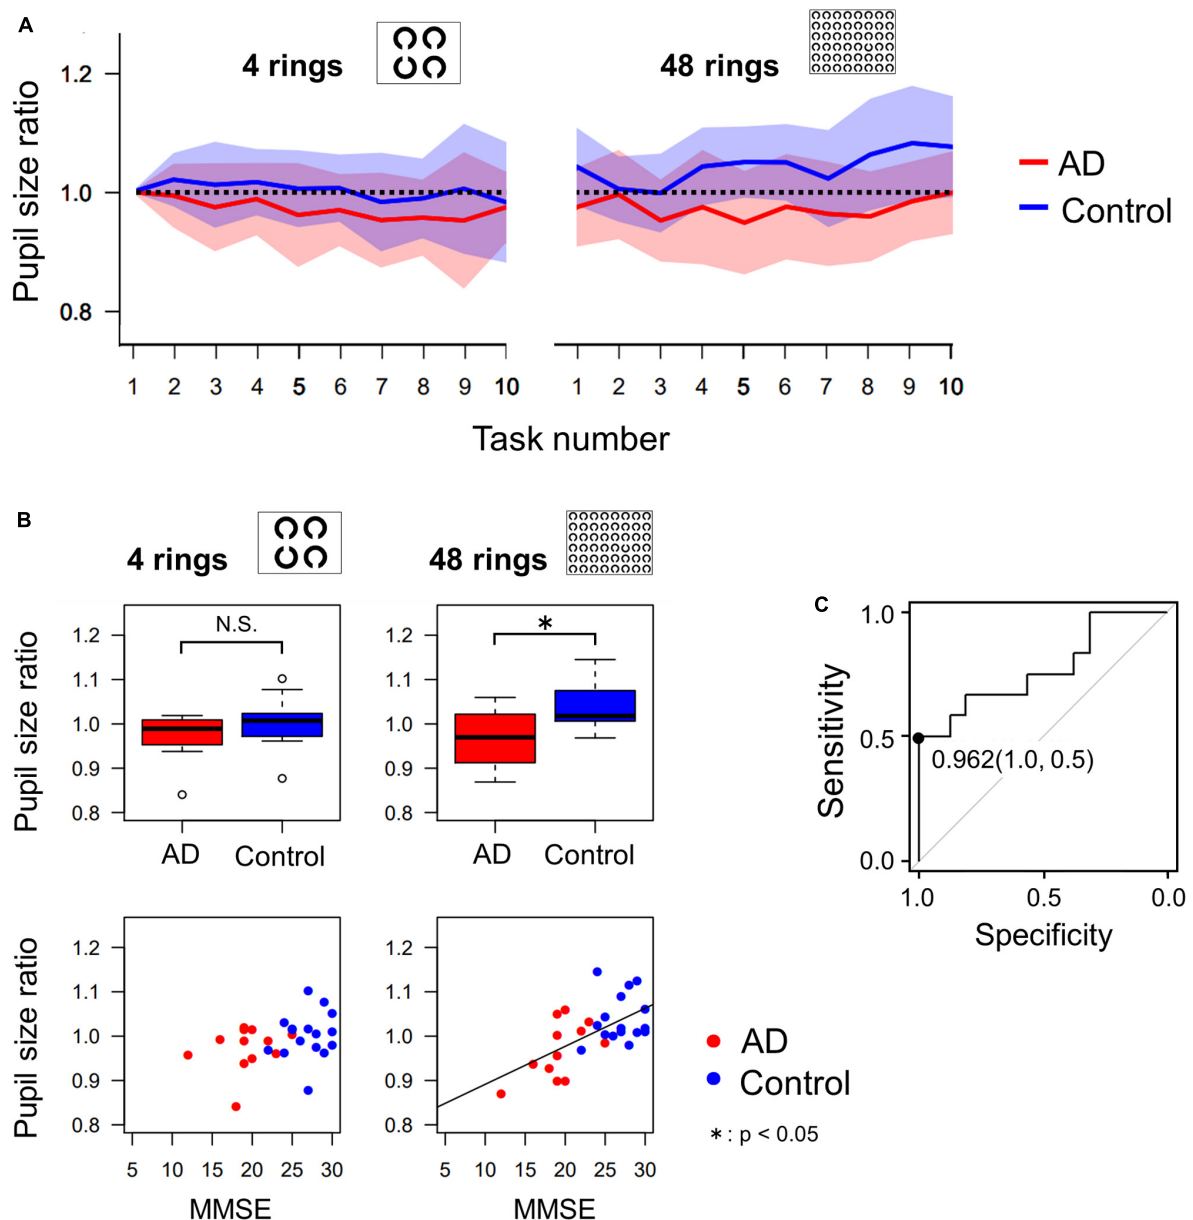 A
4 rings
48 rings
Pupil size ratio
1.2
1.0
0.8
AD
Control
1 2 3 4 5 6 7 8 9 10
1 2 3 4 5 6 7 8 9 10
Task number
B
4 rings
48 rings
Pupil size ratio
1.2
1.1
1.0
0.9
0.8
N.S.
AD Control
1.2
1.1
1.0
0.9
0.8
*
AD Control
C
Sensitivity
1.0
0.5
0.0
0.962(1.0, 0.5)
1.0 0.5 0.0
Specificity
Pupil size ratio
1.2
1.1
1.0
0.9
0.8
5 10 15 20 25 30
MMSE
1.2
1.1
1.0
0.9
0.8
5 10 15 20 25 30
MMSE
AD
Control
*: p < 0.05